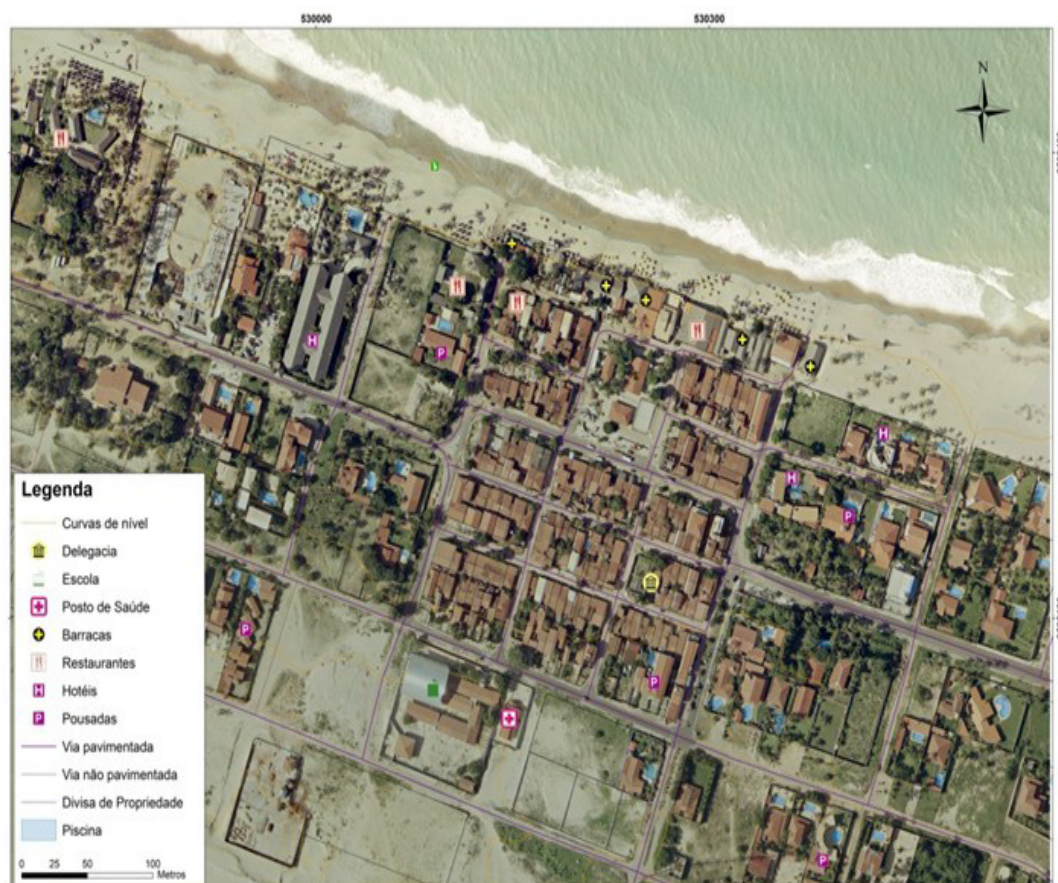 530000
530300
N
H
P
H
H
P
P
P
P
Legenda
Curvas de nível
Delegacia
Escola
Posto de Saúde
Barracas
Restaurantes
H Hotéis
P Pousadas
Via pavimentada
Via não pavimentada
Divisa de Propriedade
Piscina
0 50 100
Metros